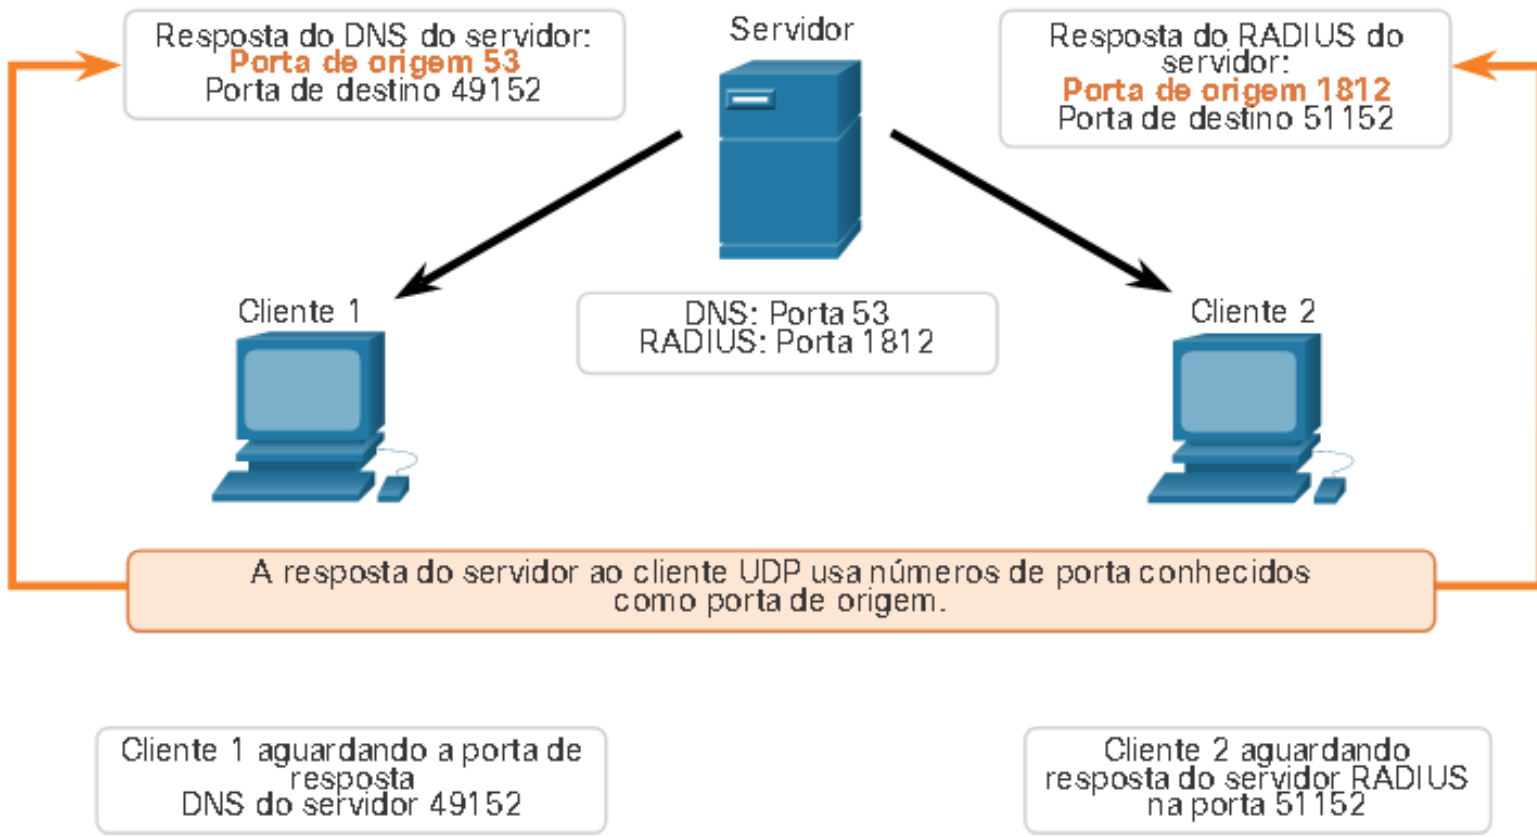 Resposta do DNS do servidor:
Porta de origem 53
Porta de destino 49152
Servidor
Resposta do RADIUS do
servidor:
Porta de origem 1812
Porta de destino 51152
Cliente 1
DNS: Porta 53
RADIUS: Porta 1812
Cliente 2
A resposta do servidor ao cliente UDP usa números de porta conhecidos
como porta de origem.
Cliente 1 aguardando a porta de
resposta
DNS do servidor 49152
Cliente 2 aguardando
resposta do servidor RADIUS
na porta 51152